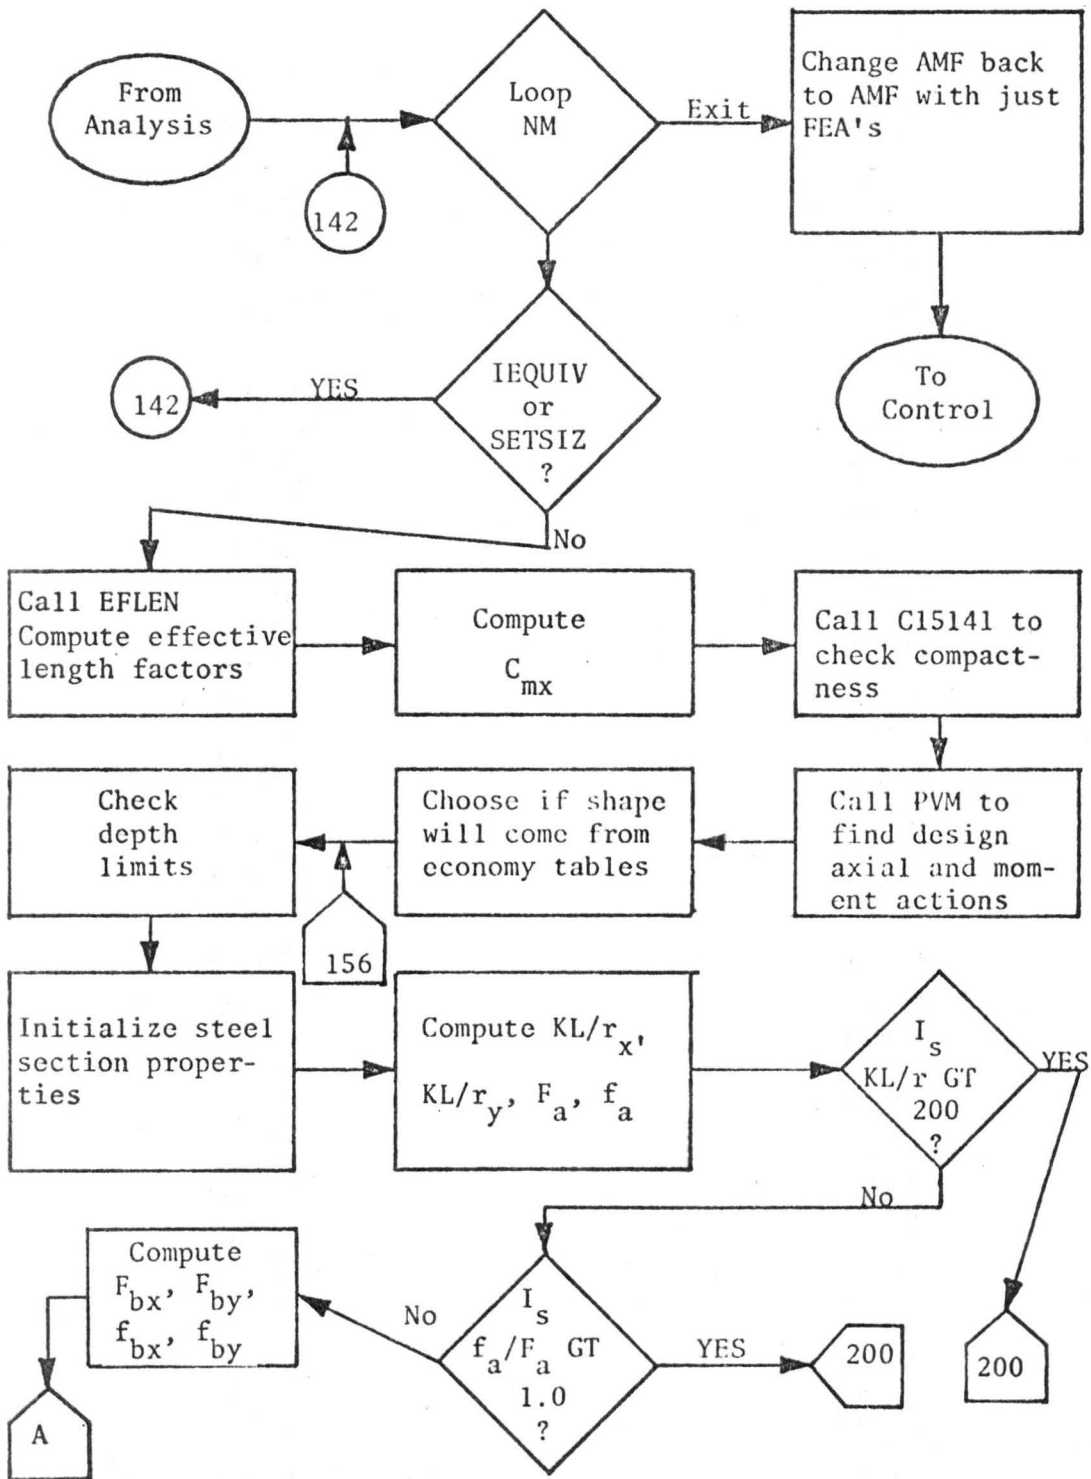 From
Analysis
Loop
NM
Exit
Change AMF back
to AMF with just
FEA's
142
To
Control
IEQUIV
or
SETSIZ
?
YES
142
No
Call EFLEN
Compute effective
length factors
Compute
C_mx
Call C15141 to
check compact-
ness
Check
depth
limits
Choose if shape
will come from
economy tables
Call PVM to
find design
axial and mom-
ent actions
156
Initialize steel
section proper-
ties
Compute KL/r_x,
KL/r_y, F_a, f_a
I_s
KL/r GT
200
?
YES
No
Compute
F_bx, F_by,
f_bx, f_by
No
I_s
f_a/F_a GT
1.0
?
YES
200
200
A